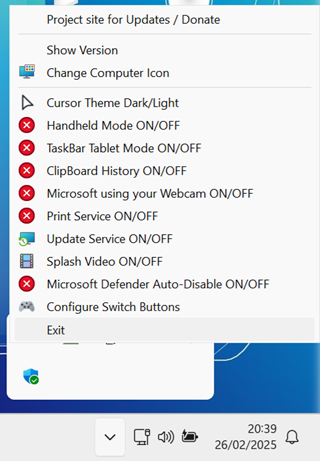 Project site for Updates / Donate
Show Version
Change Computer Icon
Cursor Theme Dark/Light
Handheld Mode ON/OFF
TaskBar Tablet Mode ON/OFF
ClipBoard History ON/OFF
Microsoft using your Webcam ON/OFF
Print Service ON/OFF
Update Service ON/OFF
Splash Video ON/OFF
Microsoft Defender Auto-Disable ON/OFF
Configure Switch Buttons
Exit
20:39
26/02/2025